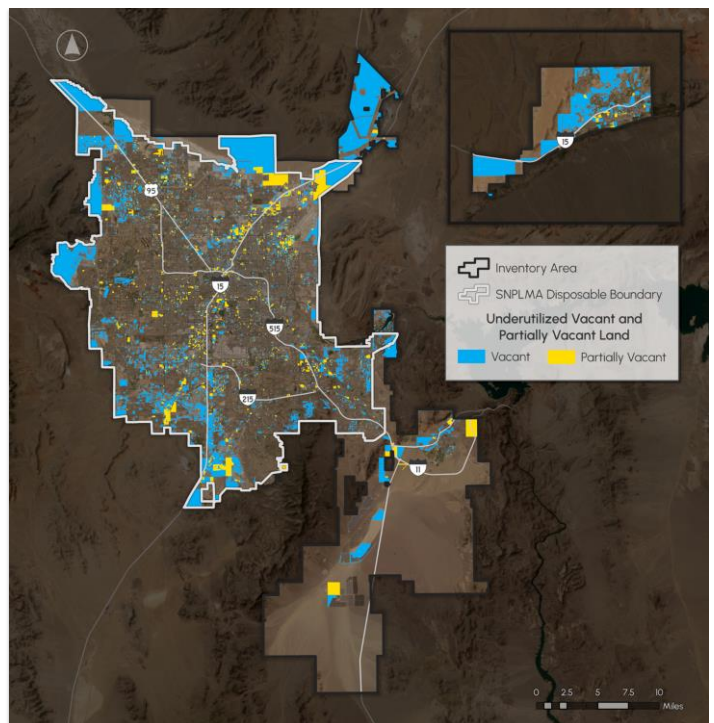 15
95
15
515
215
11
Inventory Area
SNPLMA Disposable Boundary
Underutilized Vacant and
Partially Vacant Land
Vacant
Partially Vacant
0 2.5 5 7.5 10
Miles